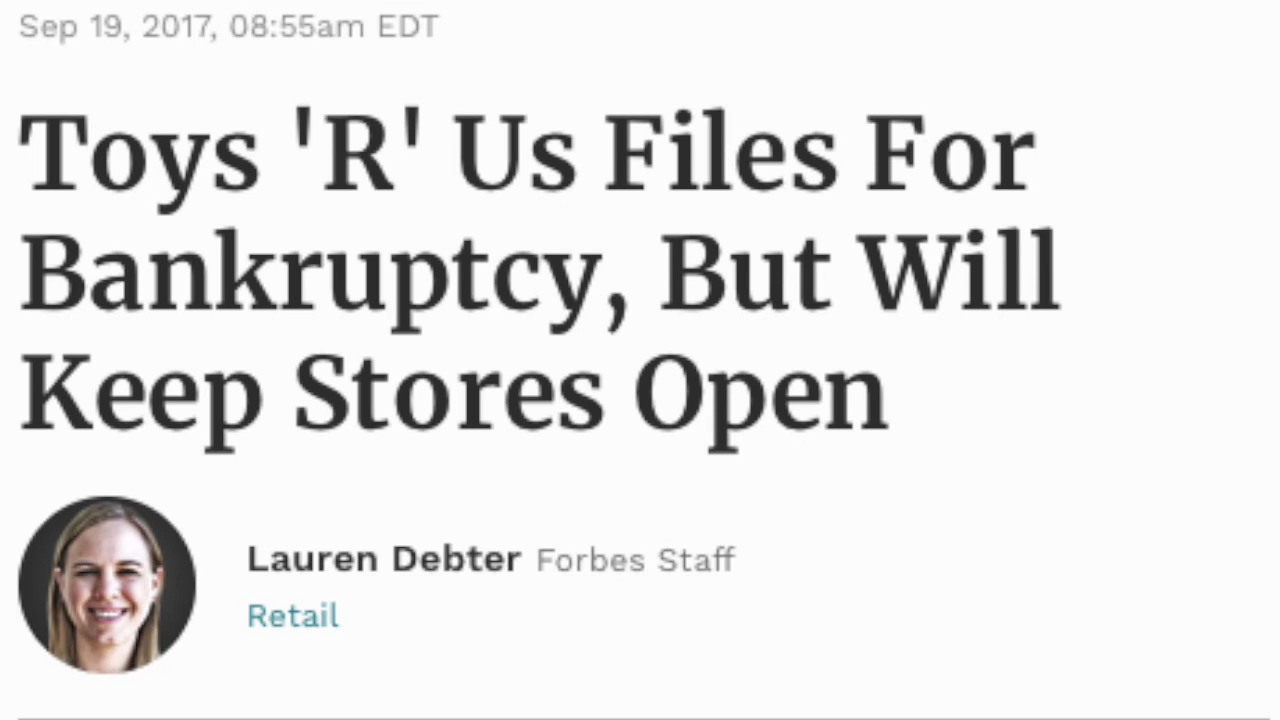 Sep 19, 2017, 08:55am EDT
Toys 'R' Us Files For
Bankruptcy, But Will
Keep Stores Open
Lauren Debter Forbes Staff
Retail